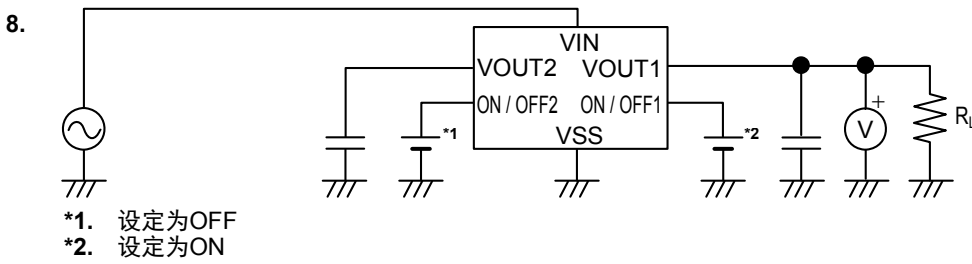 8.
VIN
VOUT2 VOUT1
ON / OFF2 ON / OFF1
*1 *2
VSS
+
V
RL
*1. 设定为OFF
*2. 设定为ON